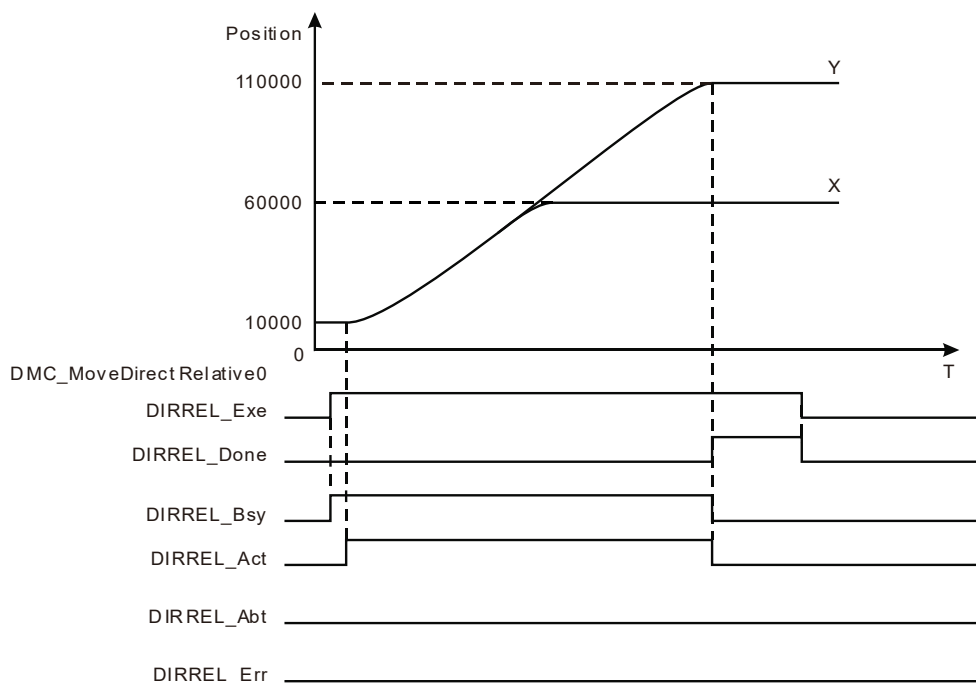 Position
Y
110000
X
60000
10000
0
T
DMC_MoveDirect Relative0
DIRREL_Exe
DIRREL_Done
DIRREL_Bsy
DIRREL_Act
DIRREL_Abt
DIRREL_Err